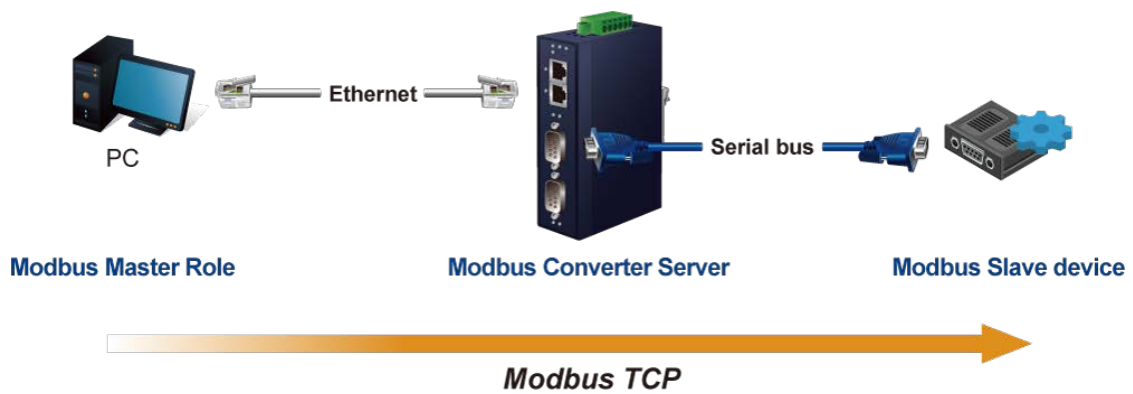 Ethernet
Serial bus
PC
Modbus Master Role
Modbus Converter Server
Modbus Slave device
Modbus TCP